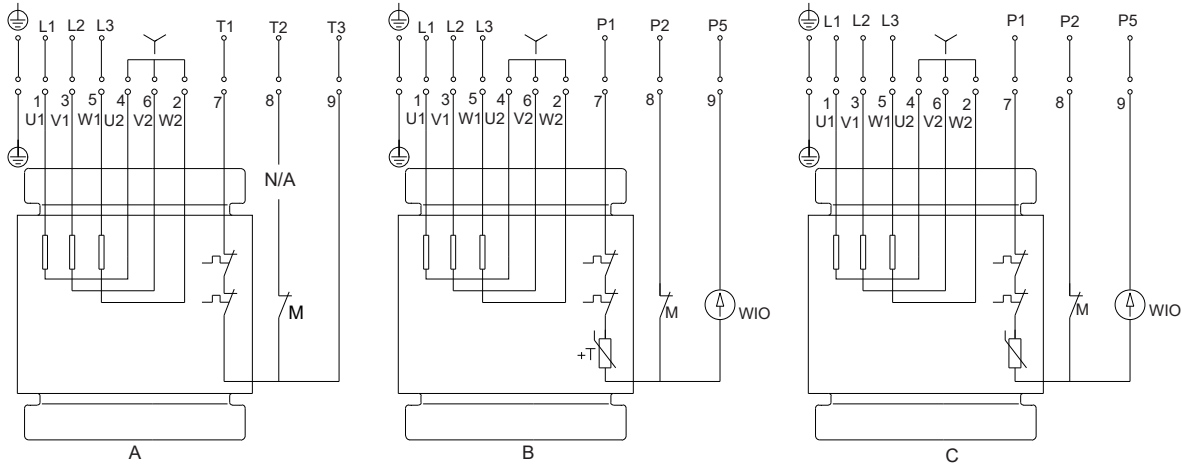 L1 L2 L3 T1 T2 T3
1 3 5 4 6 2 7 8 9
U1 V1 W1 U2 V2 W2
N/A
M
A
L1 L2 L3 P1 P2 P5
1 3 5 4 6 2 7 8 9
U1 V1 W1 U2 V2 W2
M WIO
+T
B
L1 L2 L3 P1 P2 P5
1 3 5 4 6 2 7 8 9
U1 V1 W1 U2 V2 W2
M WIO
C